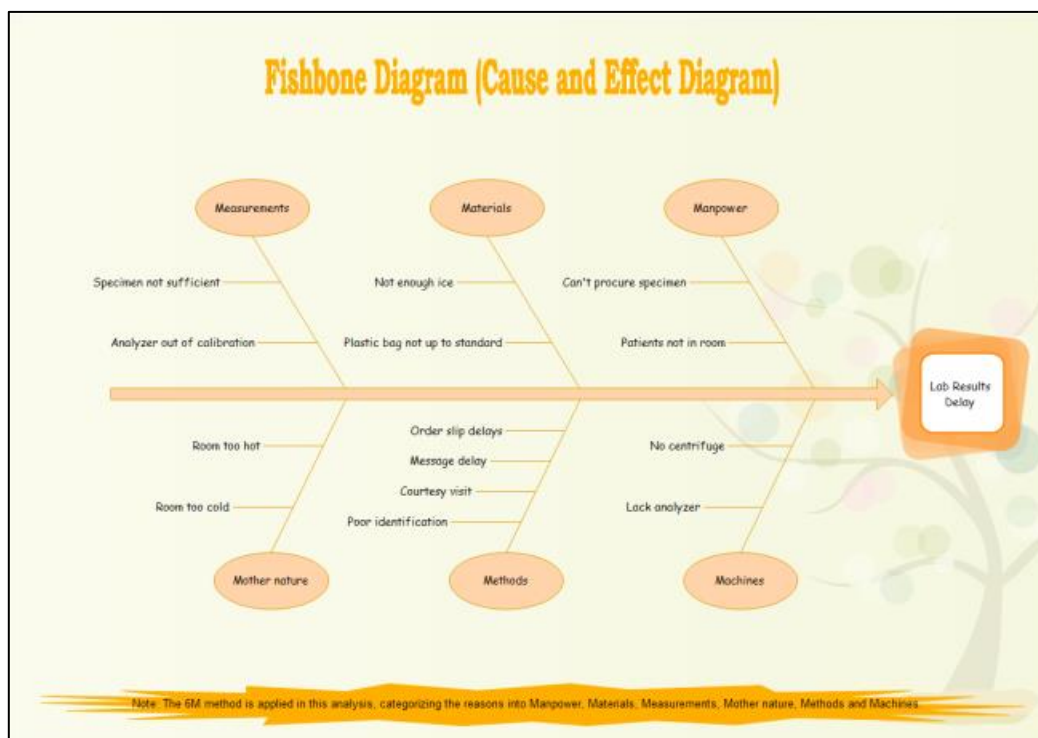 Fishbone Diagram (Cause and Effect Diagram)
Measurements
Materials
Manpower
Specimen not sufficient
Not enough ice
Can't procure specimen
Analyzer out of calibration
Plastic bag not up to standard
Patients not in room
Lab Results
Delay
Room too hot
Order slip delays
No centrifuge
Message delay
Courtesy visit
Room too cold
Poor identification
Lack analyzer
Mother nature
Methods
Machines
Note: The 6M method is applied in this analysis, categorizing the reasons into Manpower, Materials, Measurements, Mother nature, Methods and Machines